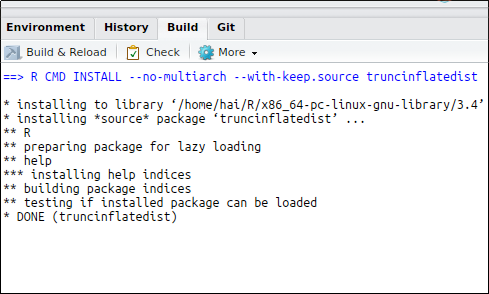 Environment History Build Git
Build & Reload Check More
==> R CMD INSTALL --no-multiarch --with-keep.source truncinflatedist
* installing to library ‘/home/hai/R/x86_64-pc-linux-gnu-library/3.4’
* installing *source* package ‘truncinflatedist’ ...
** R
** preparing package for lazy loading
** help
*** installing help indices
** building package indices
** testing if installed package can be loaded
* DONE (truncinflatedist)